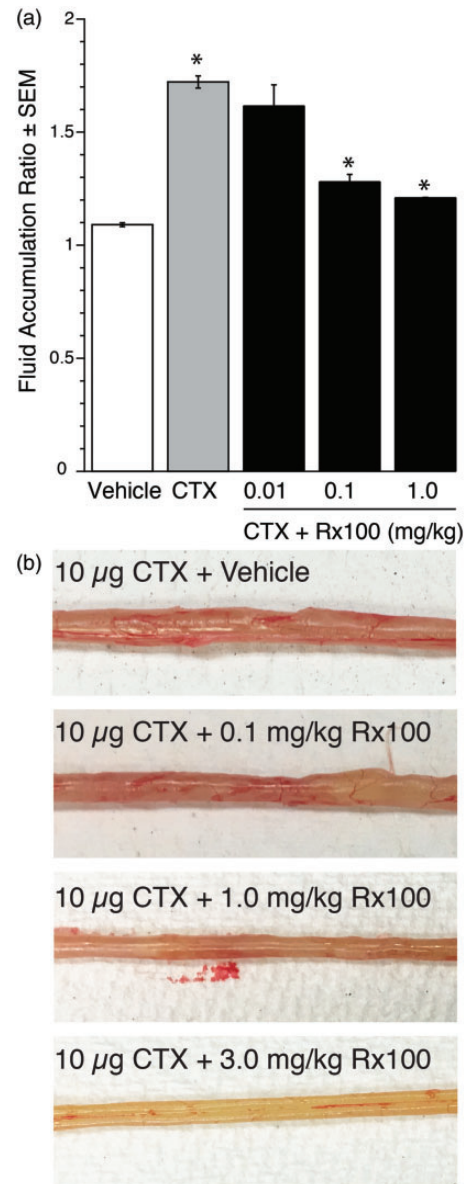 (a)
Fluid Accumulation Ratio ± SEM
2
1.5
1
0.5
0
*
*
*
Vehicle CTX 0.01 0.1 1.0
CTX + Rx100 (mg/kg)
(b)
10 µg CTX + Vehicle
10 µg CTX + 0.1 mg/kg Rx100
10 µg CTX + 1.0 mg/kg Rx100
10 µg CTX + 3.0 mg/kg Rx100